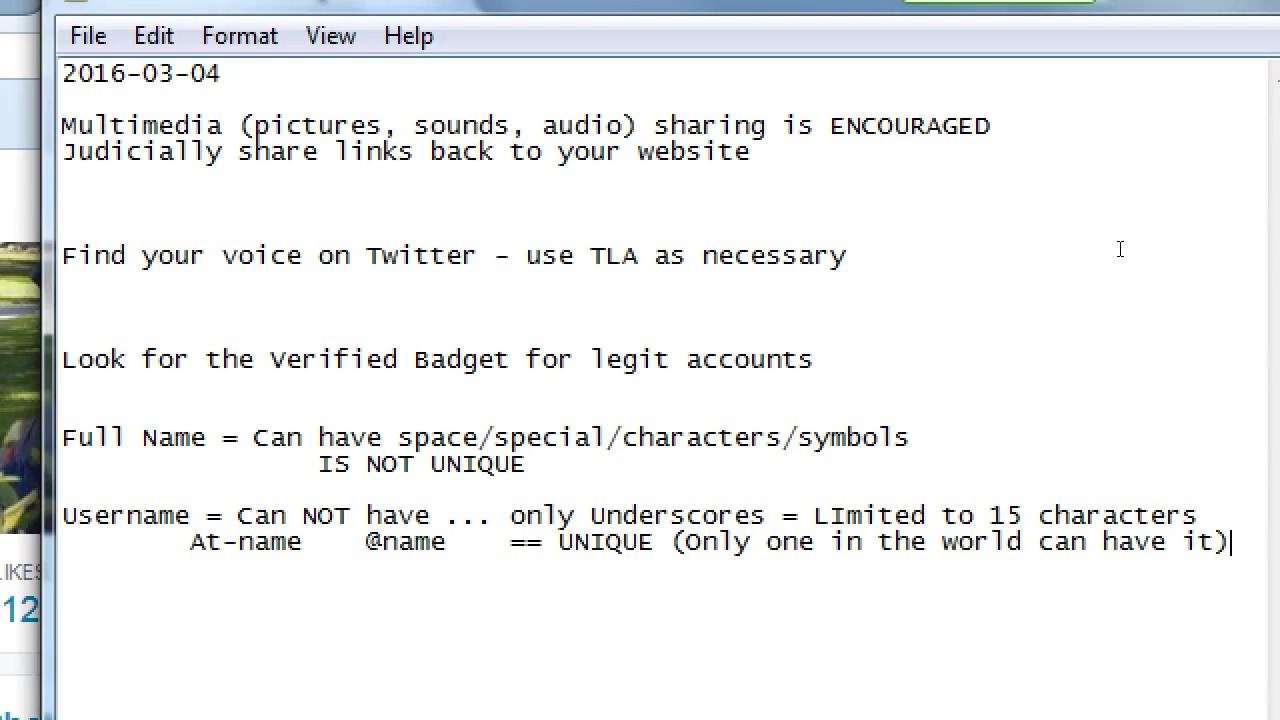 File Edit Format View Help
2016-03-04
Multimedia (pictures, sounds, audio) sharing is ENCOURAGED
Judicially share links back to your website
Find your voice on Twitter - use TLA as necessary
Look for the Verified Badget for legit accounts
Full Name = Can have space/special/characters/symbols
IS NOT UNIQUE
Username = Can NOT have ... only Underscores = LImited to 15 characters
At-name @name == UNIQUE (Only one in the world can have it)
LIKES
12